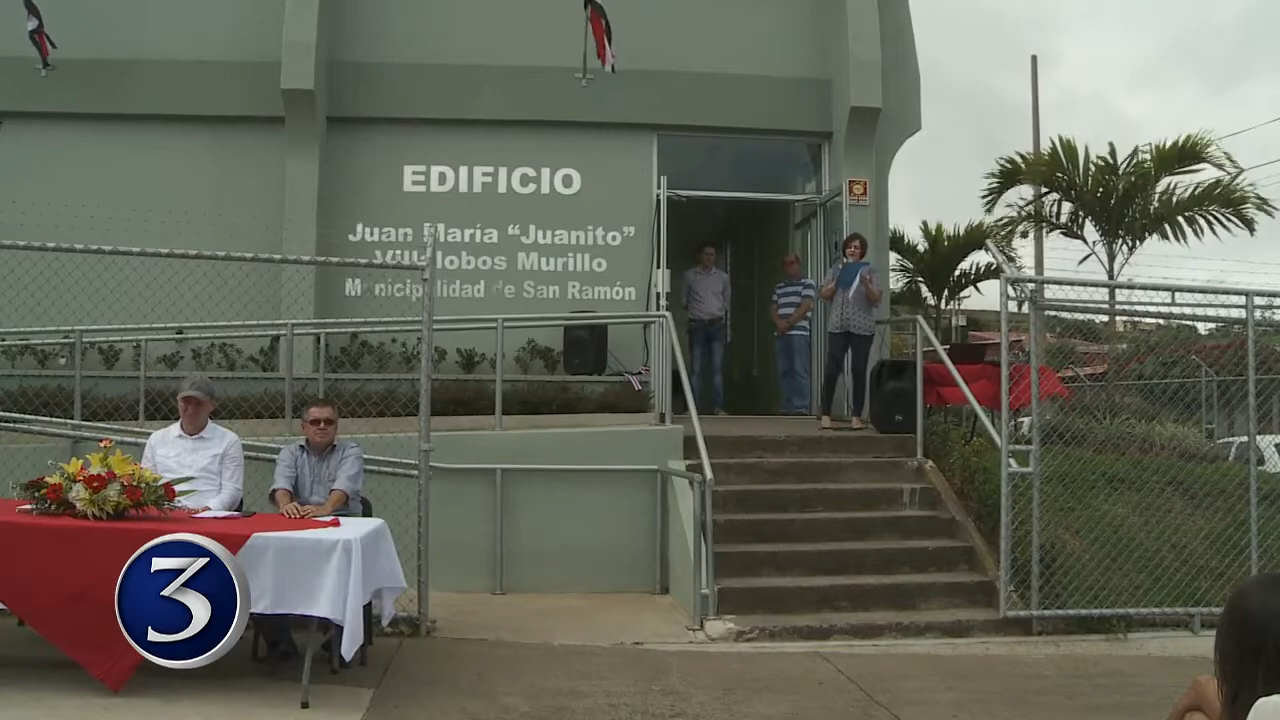 EDIFICIO
Juan María “Juanito”
Villalobos Murillo
Municipalidad de San Ramón
3